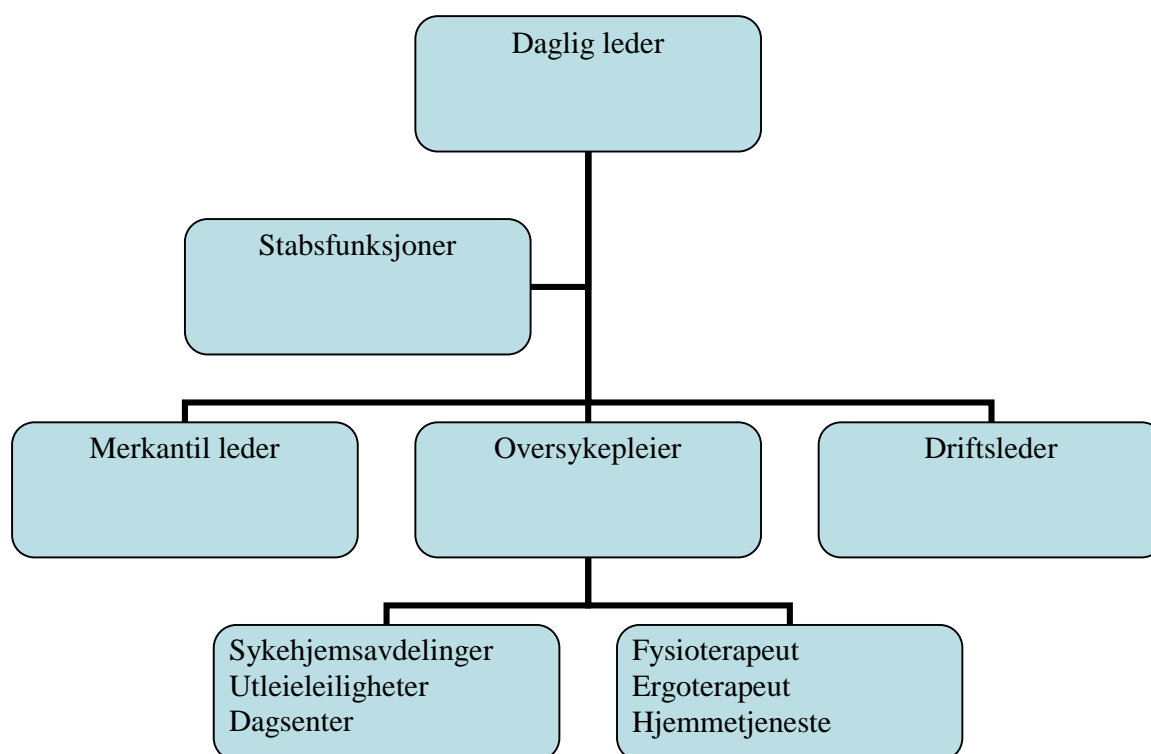 Daglig leder
Stabsfunksjoner
Merkantil leder
Oversykepleier
Driftsleder
Sykehjemsavdelinger
Utleieleiligheter
Dagsenter
Fysioterapeut
Ergoterapeut
Hjemmetjeneste